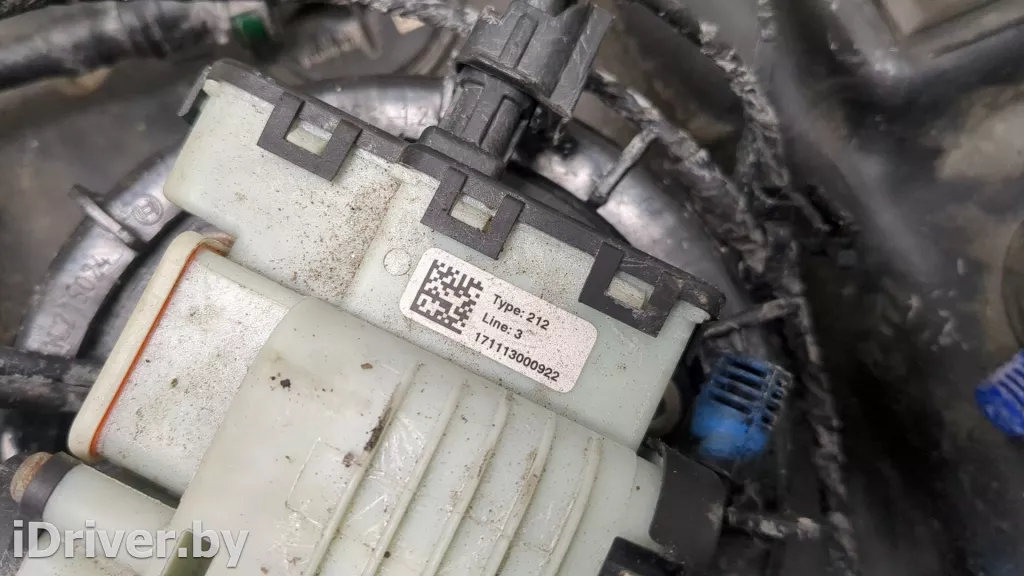 Type: 212
Line: 3
171113000922
iDriver.by